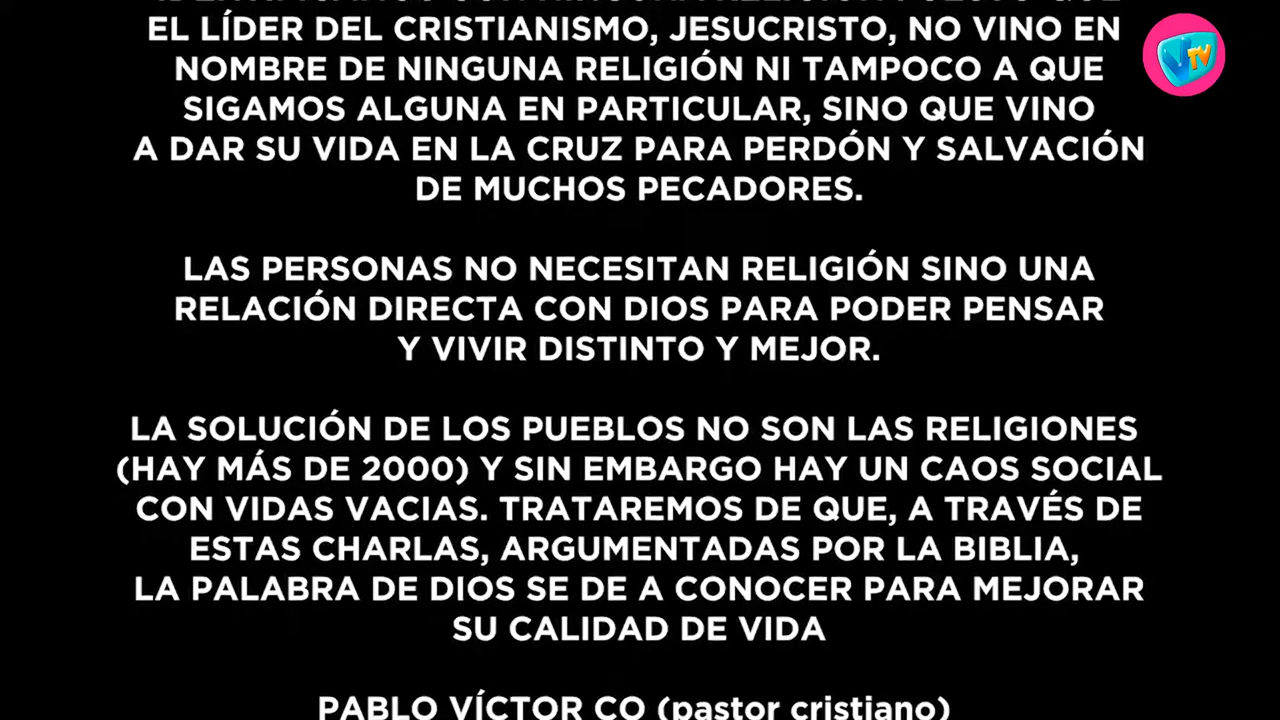 EL LÍDER DEL CRISTIANISMO, JESUCRISTO, NO VINO EN
NOMBRE DE NINGUNA RELIGIÓN NI TAMPOCO A QUE
SIGAMOS ALGUNA EN PARTICULAR, SINO QUE VINO
A DAR SU VIDA EN LA CRUZ PARA PERDÓN Y SALVACIÓN
DE MUCHOS PECADORES.
LAS PERSONAS NO NECESITAN RELIGIÓN SINO UNA
RELACIÓN DIRECTA CON DIOS PARA PODER PENSAR
Y VIVIR DISTINTO Y MEJOR.
LA SOLUCIÓN DE LOS PUEBLOS NO SON LAS RELIGIONES
(HAY MÁS DE 2000) Y SIN EMBARGO HAY UN CAOS SOCIAL
CON VIDAS VACIAS. TRATAREMOS DE QUE, A TRAVÉS DE
ESTAS CHARLAS, ARGUMENTADAS POR LA BIBLIA,
LA PALABRA DE DIOS SE DE A CONOCER PARA MEJORAR
SU CALIDAD DE VIDA
PABLO VÍCTOR CO (pastor cristiano)
VTV